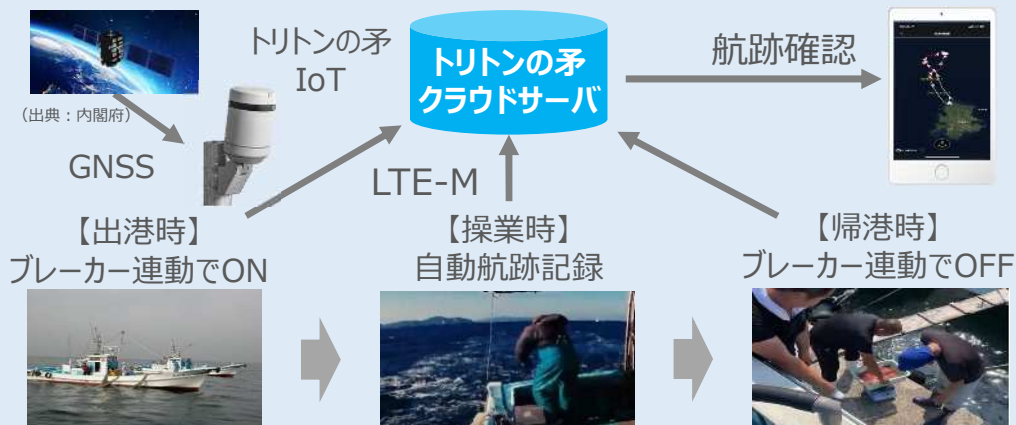 トリトンの矛
IoT
トリトンの矛
クラウドサーバ
航跡確認
(出典：内閣府)
GNSS
LTE-M
【出港時】
ブレーカー連動でON
【操業時】
自動航跡記録
【帰港時】
ブレーカー連動でOFF